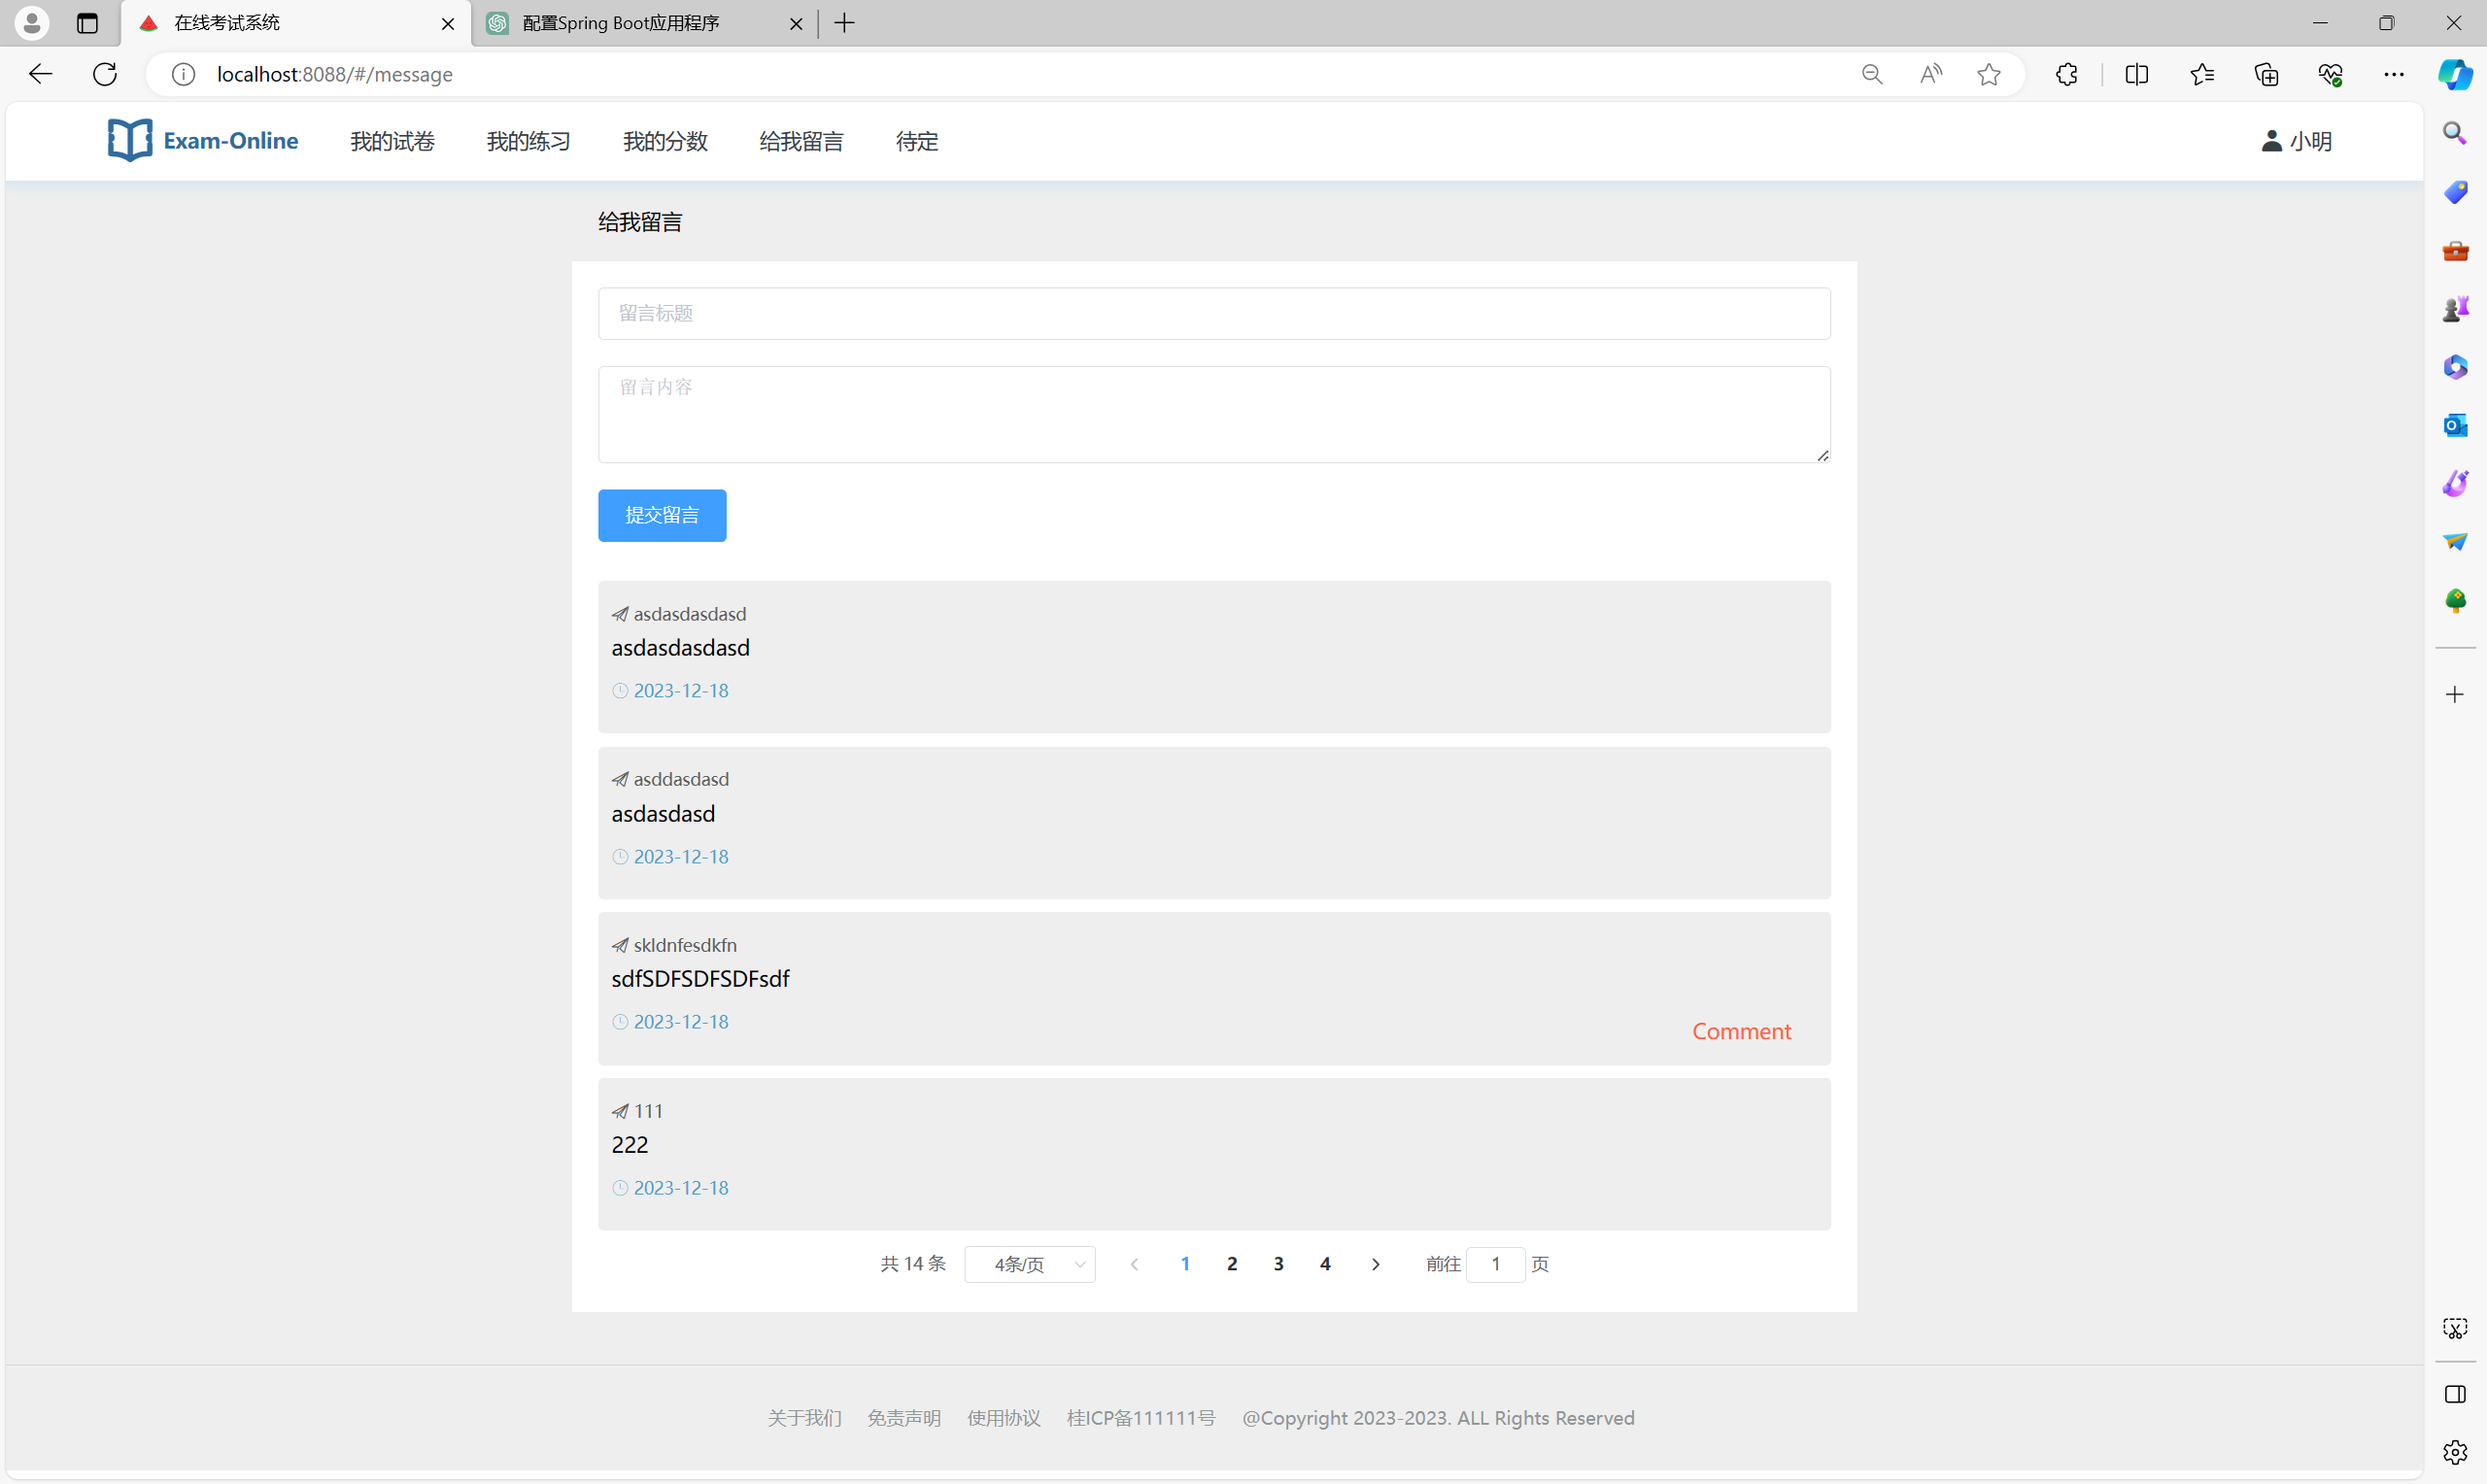 在线考试系统
配置Spring Boot应用程序
localhost:8088/#/message
Exam-Online 我的试卷 我的练习 我的分数 给我留言 待定 小明
给我留言
留言标题
留言内容
提交留言
asdasdasdasd
asdasdasdasd
2023-12-18
asddasdasd
asdasdasd
2023-12-18
skldnfesdkfn
sdfSDFSDFSDFsdf
2023-12-18
Comment
111
222
2023-12-18
共 14 条 4条/页 1 2 3 4 前往 1 页
关于我们 免责声明 使用协议 桂ICP备111111号 @Copyright 2023-2023. ALL Rights Reserved